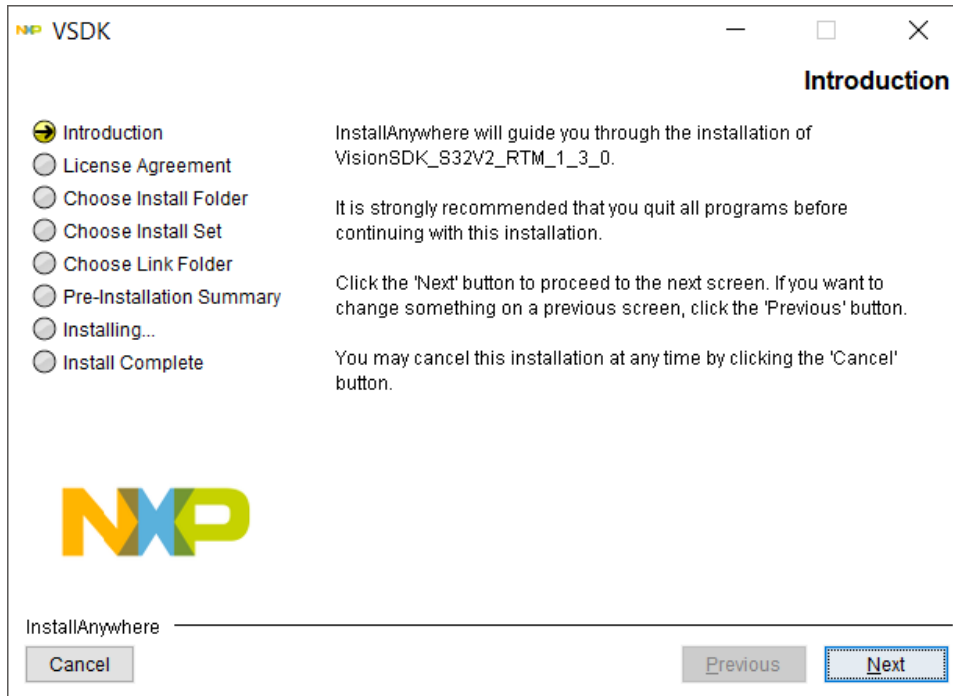 NXP VSDK
Introduction
Introduction
License Agreement
Choose Install Folder
Choose Install Set
Choose Link Folder
Pre-Installation Summary
Installing...
Install Complete
InstallAnywhere will guide you through the installation of
VisionSDK_S32V2_RTM_1_3_0.
It is strongly recommended that you quit all programs before
continuing with this installation.
Click the 'Next' button to proceed to the next screen. If you want to
change something on a previous screen, click the 'Previous' button.
You may cancel this installation at any time by clicking the 'Cancel'
button.
NXP
InstallAnywhere
Cancel
Previous
Next